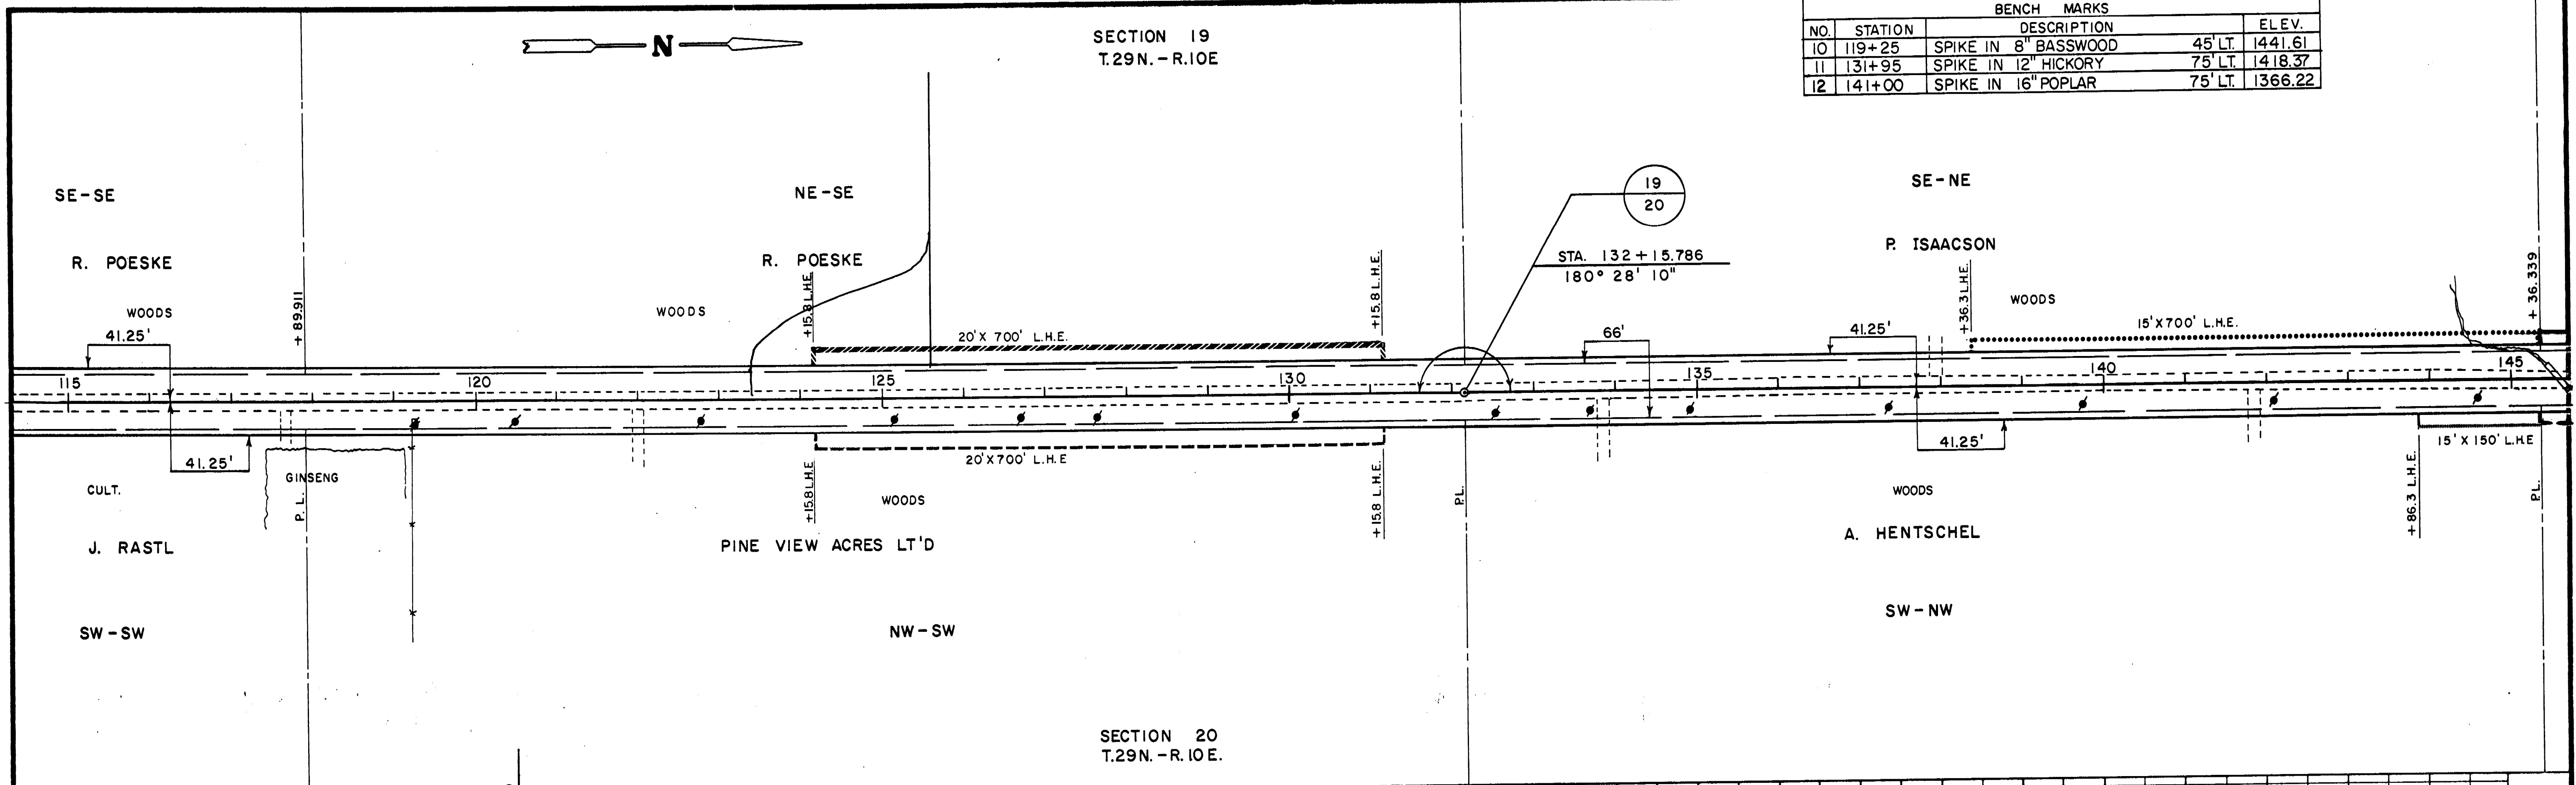 BENCH MARKS
NO. STATION DESCRIPTION ELEV.
10 119+25 SPIKE IN 8" BASSWOOD 45' LT. 1441.61
11 131+95 SPIKE IN 12" HICKORY 75' LT. 1418.37
12 141+00 SPIKE IN 16" POPLAR 75' LT. 1366.22
N
SECTION 19
T.29N.-R.10E
SE-SE
NE-SE
19
20
SE-NE
R. POESKE
R. POESKE
STA. 132+15.786
180° 28' 10"
P. ISAACSON
WOODS
+89.911
WOODS
+15.8 L.H.E.
+15.8 L.H.E.
+36.3 L.H.E.
WOODS
+36.339
41.25'
20' X 700' L.H.E.
66'
41.25'
15' X 700' L.H.E.
115
120
125
130
135
140
145
41.25'
20' X 700' L.H.E
41.25'
15' X 150' L.H.E
CULT.
GINSENG
P.L.
+15.8 L.H.E
WOODS
+15.8 L.H.E.
P.L.
WOODS
+86.3 L.H.E.
P.L.
J. RASTL
PINE VIEW ACRES LT'D
A. HENTSCHEL
SW-SW
NW-SW
SW-NW
SECTION 20
T.29N.-R.10E.